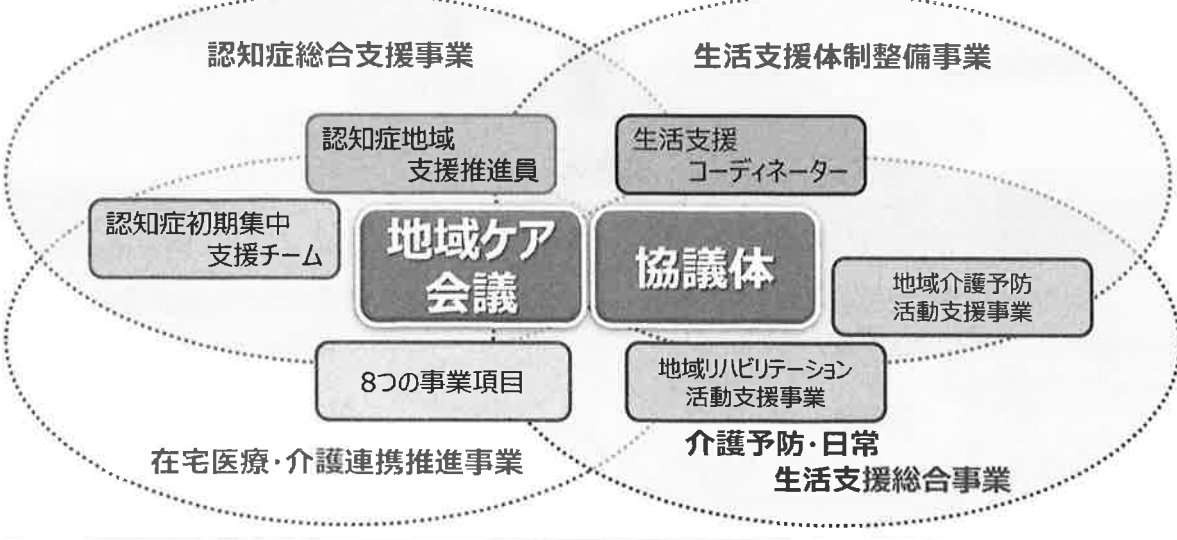 認知症総合支援事業
生活支援体制整備事業
認知症地域
支援推進員
生活支援
コーディネーター
認知症初期集中
支援チーム
地域ケア
会議
協議体
地域介護予防
活動支援事業
8つの事業項目
地域リハビリテーション
活動支援事業
在宅医療・介護連携推進事業
介護予防・日常
生活支援総合事業